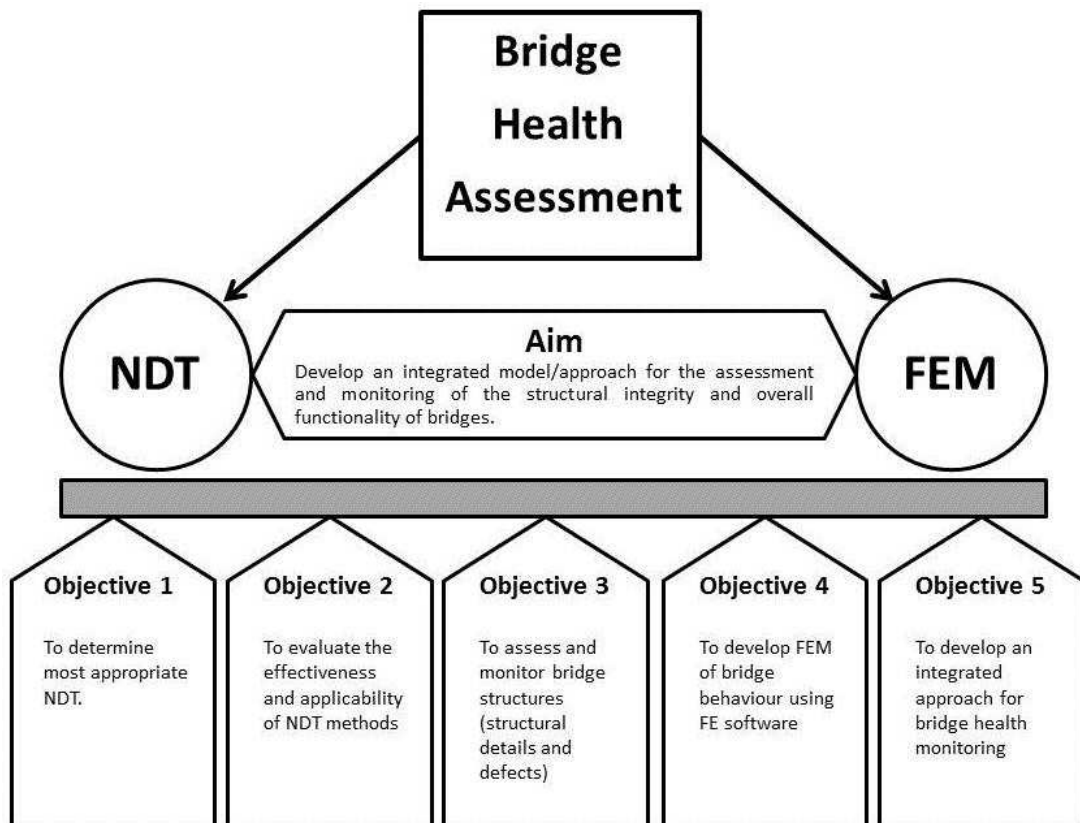 Bridge
Health
Assessment
NDT
Aim
Develop an integrated model/approach for the assessment
and monitoring of the structural integrity and overall
functionality of bridges.
FEM
Objective 1
To determine
most appropriate
NDT.
Objective 2
To evaluate the
effectiveness
and applicability
of NDT methods
Objective 3
To assess and
monitor bridge
structures
(structural
details and
defects)
Objective 4
To develop FEM
of bridge
behaviour using
FE software
Objective 5
To develop an
integrated
approach for
bridge health
monitoring